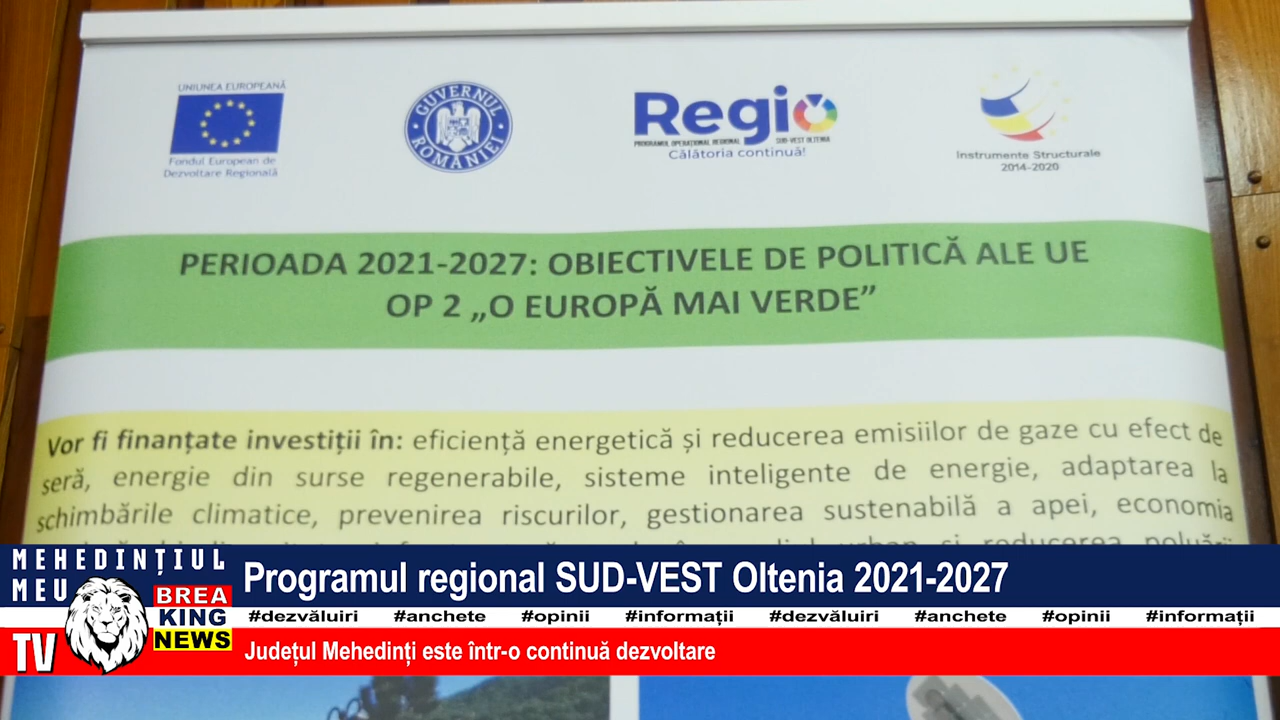 UNIUNEA EUROPEANĂ
Fondul European de
Dezvoltare Regională
GUVERNUL ROMÂNIEI
Regio
PROGRAMUL OPERAȚIONAL REGIONAL SUD-VEST OLTENIA
Călătoria continuă!
Instrumente Structurale
2014-2020
PERIOADA 2021-2027: OBIECTIVELE DE POLITICĂ ALE UE
OP 2 „O EUROPĂ MAI VERDE”
Vor fi finanțate investiții în: eficiență energetică și reducerea emisiilor de gaze cu efect de
seră, energie din surse regenerabile, sisteme inteligente de energie, adaptarea la
schimbările climatice, prevenirea riscurilor, gestionarea sustenabilă a apei, economia
MEHEDINȚIUL
MEU
TV
BREA
KING
NEWS
Programul regional SUD-VEST Oltenia 2021-2027
#dezvăluiri #anchete #opinii #informații #dezvăluiri #anchete #opinii #informații
Județul Mehedinți este într-o continuă dezvoltare